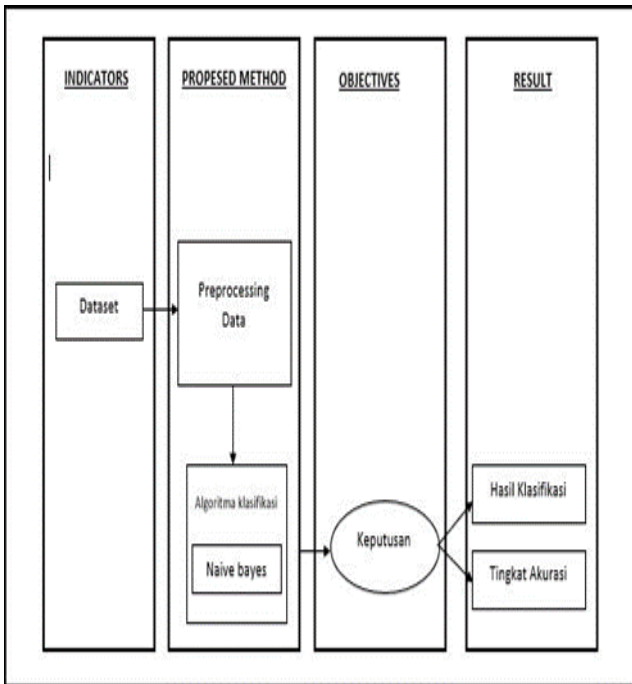 INDICATORS
PROPESED METHOD
OBJECTIVES
RESULT
Dataset
Preprocessing
Data
Algoritma klasifikasi
Naive bayes
Keputusan
Hasil Klasifikasi
Tingkat Akurasi